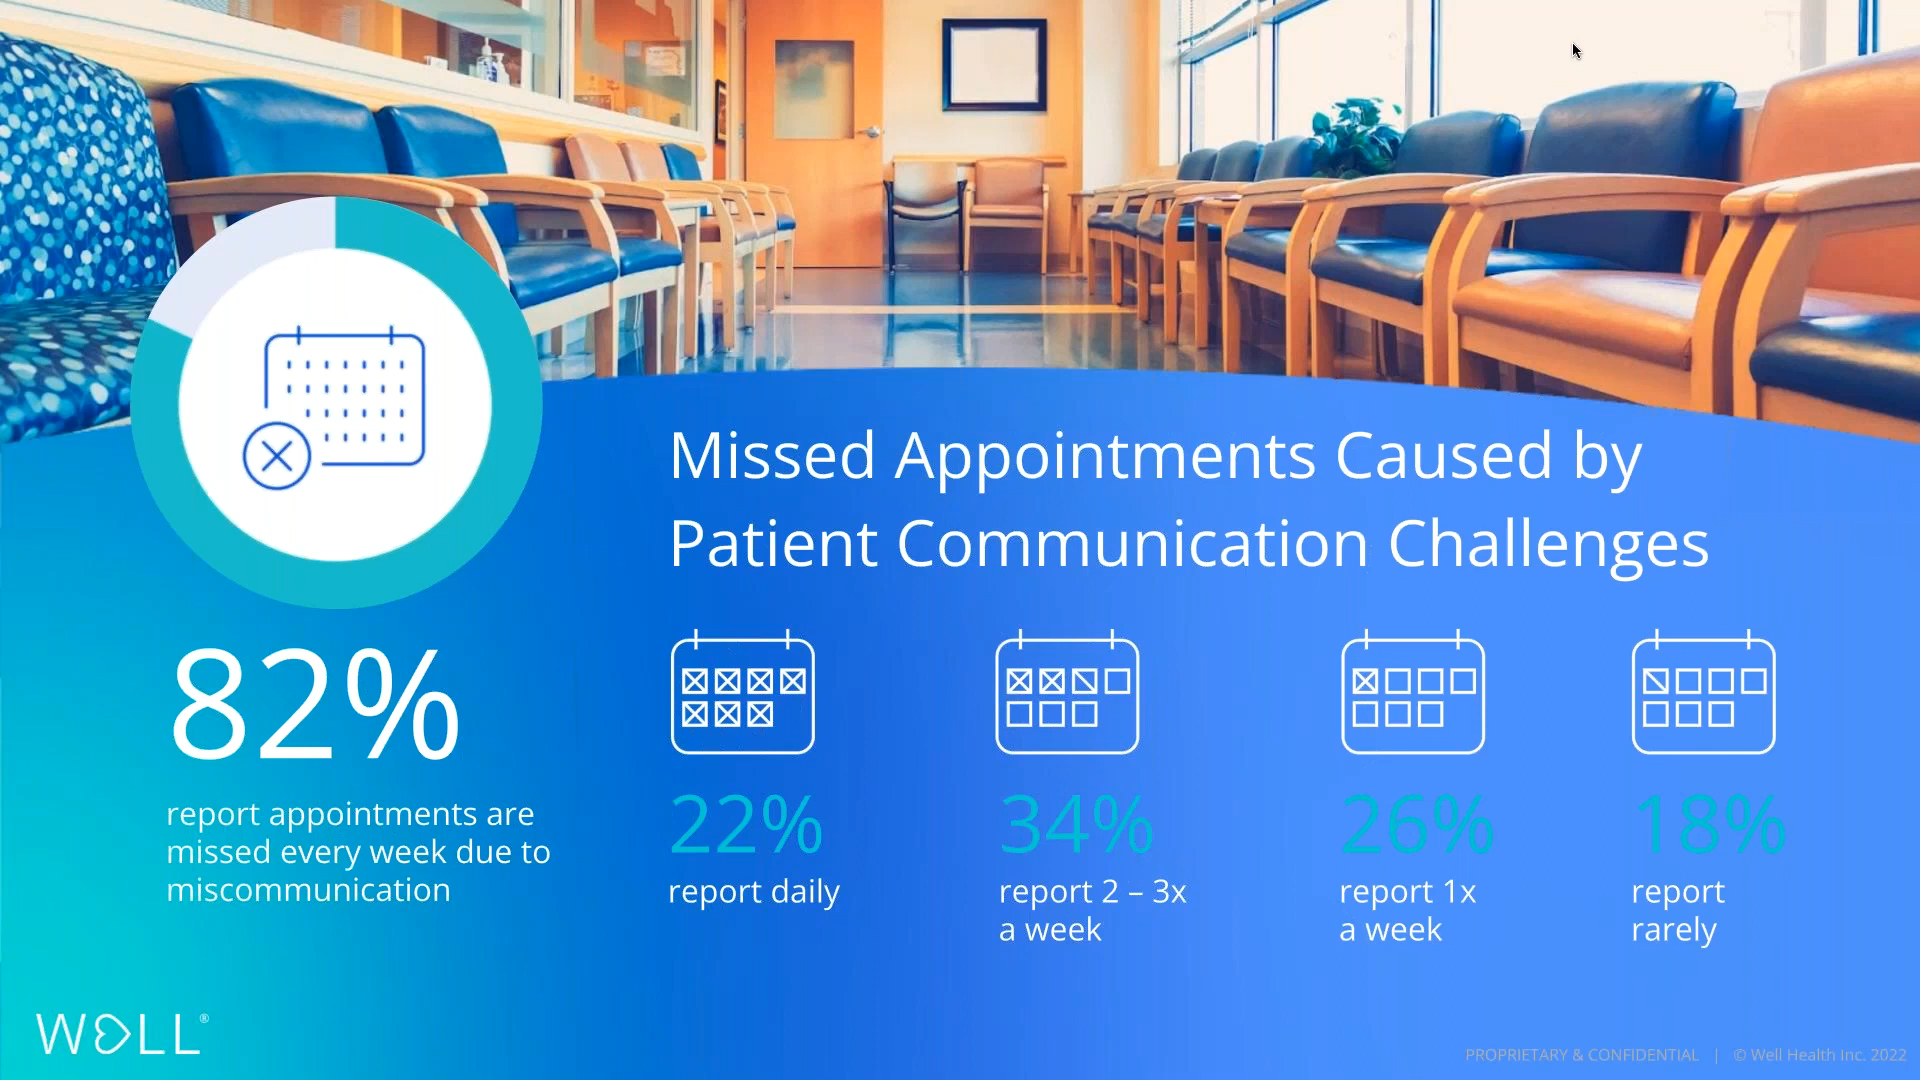 Missed Appointments Caused by
Patient Communication Challenges
82%
report appointments are
missed every week due to
miscommunication
22%
report daily
34%
report 2 – 3x
a week
26%
report 1x
a week
18%
report
rarely
WELL®
PROPRIETARY & CONFIDENTIAL | © Well Health Inc. 2022